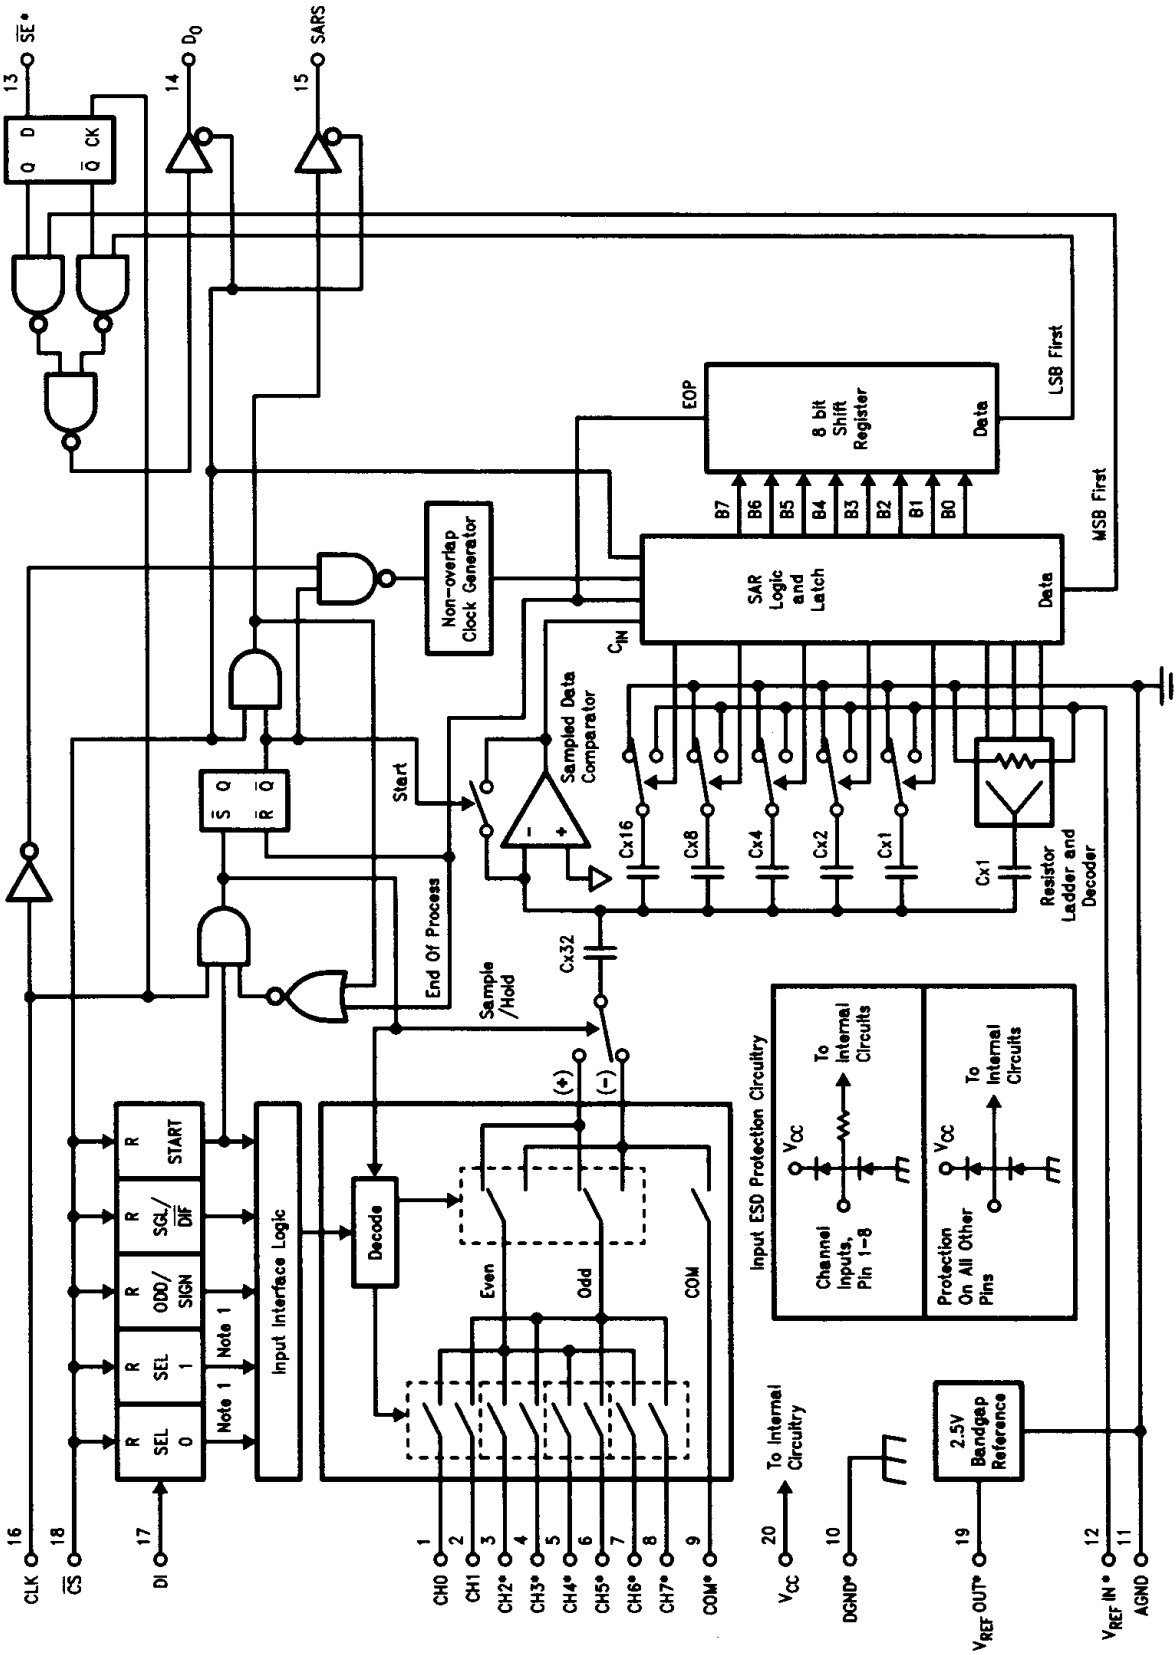 CLK 16
C̅S̅ 18
DI 17
R
SEL
0
R
SEL
1
R
ODD/
SIGN
R
SGL/
D̅I̅F̅
R
START
Note 1
Note 1
Input Interface Logic
S̅ Q
R̅ Q̅
Start
End Of Process
Sample
/Hold
Non-overlap
Clock Generator
Q D
Q̅ CK
13 S̅E̅*
14 D0
15 SARS
CH0 1
CH1 2
CH2* 3
CH3* 4
CH4* 5
CH5* 6
CH6* 7
CH7* 8
COM* 9
Decode
Even
Odd
COM
(+)
(-)
Cx32
-
+
Sampled Data
Comparator
CIN
Cx16
Cx8
Cx4
Cx2
Cx1
Cx1
Resistor
Ladder and
Decoder
SAR
Logic
and
Latch
Data
B7
B6
B5
B4
B3
B2
B1
B0
EOP
8 bit
Shift
Register
Data
MSB First
LSB First
Input ESD Protection Circuitry
Channel
Inputs,
Pin 1-8
VCC
To
Internal
Circuits
Protection
On All Other
Pins
VCC
To
Internal
Circuits
VCC 20
To Internal
Circuitry
DGND* 10
VREF OUT* 19
2.5V
Bandgap
Reference
VREF IN* 12
AGND 11